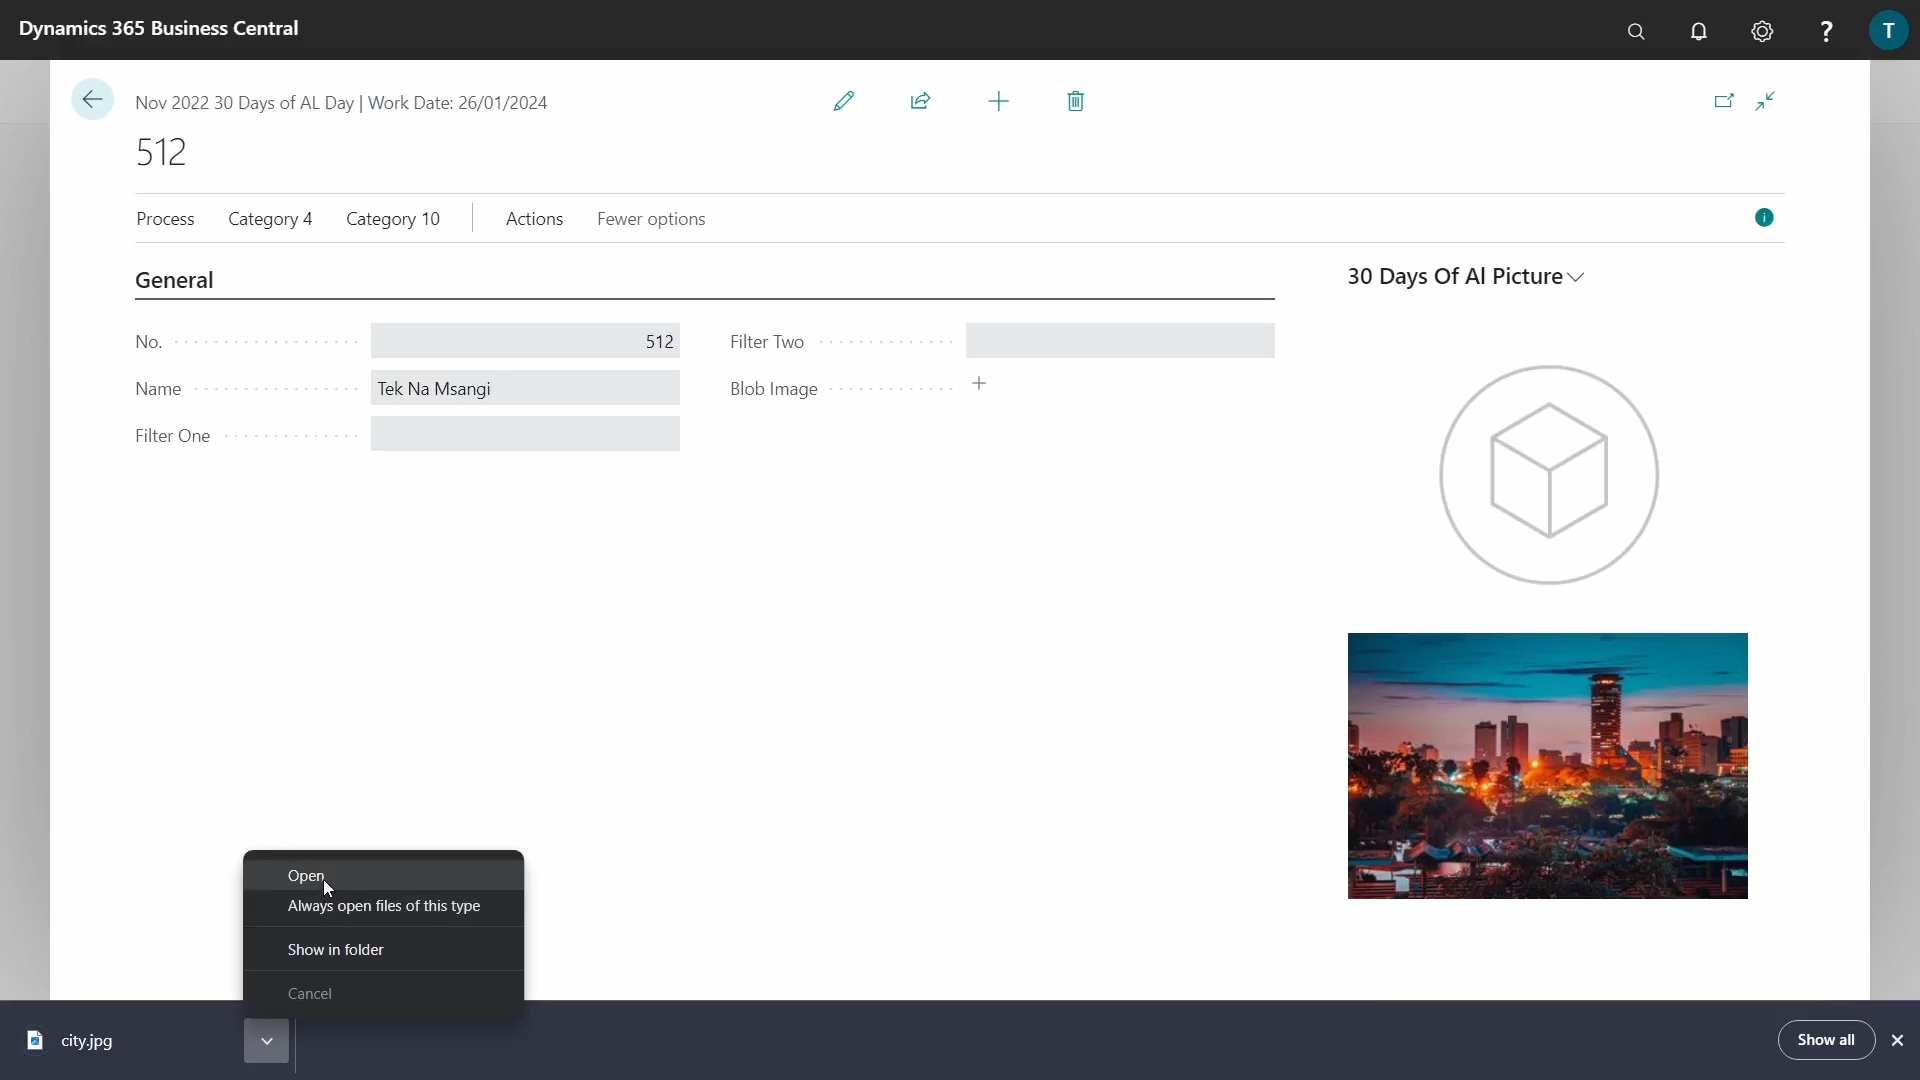 Dynamics 365 Business Central
?
T
Nov 2022 30 Days of AL Day | Work Date: 26/01/2024
512
Process Category 4 Category 10 Actions Fewer options
i
General
30 Days Of Al Picture
No. 512
Name Tek Na Msangi
Filter One
Filter Two
Blob Image +
Open
Always open files of this type
Show in folder
Cancel
city.jpg
Show all